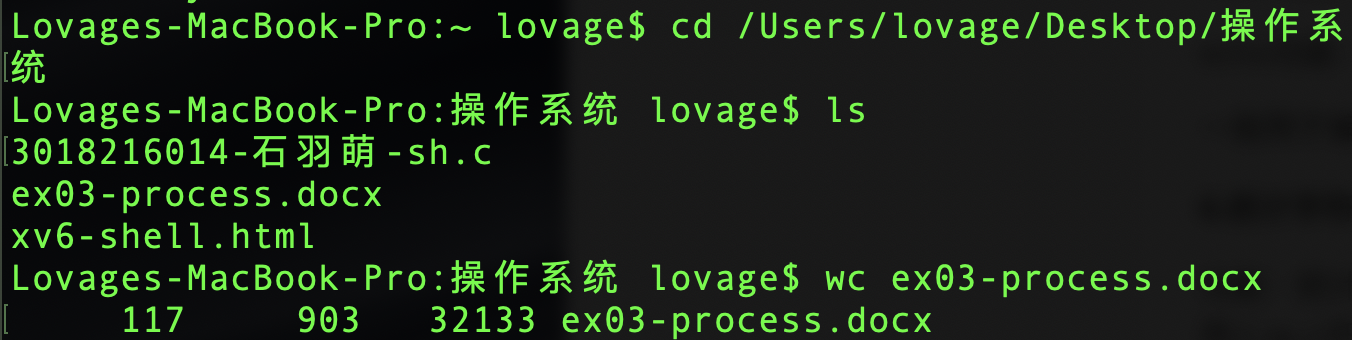 Lovages-MacBook-Pro:~ lovage$ cd /Users/lovage/Desktop/操作系
统
Lovages-MacBook-Pro:操作系统 lovage$ ls
3018216014-石羽萌-sh.c
ex03-process.docx
xv6-shell.html
Lovages-MacBook-Pro:操作系统 lovage$ wc ex03-process.docx
     117     903   32133 ex03-process.docx